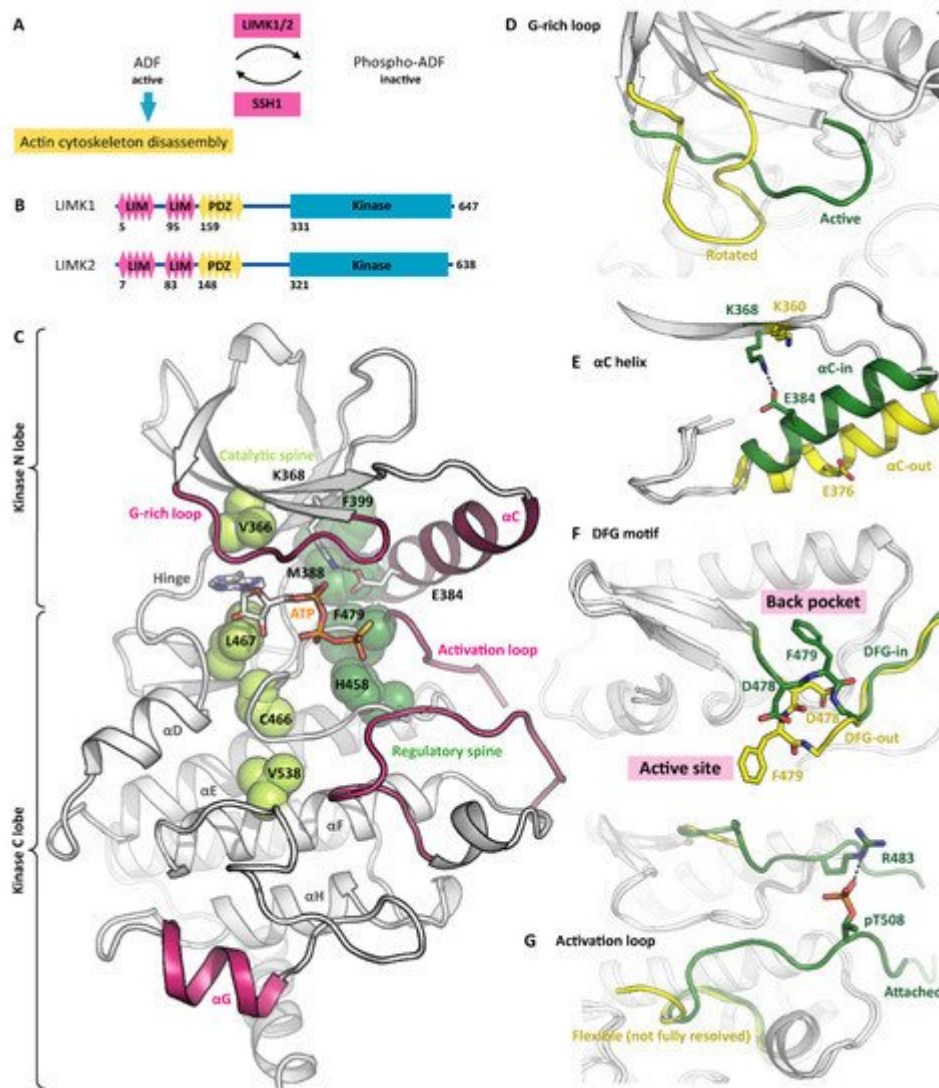 A
LIMK1/2
ADF
active
Phospho-ADF
inactive
SSH1
Actin cytoskeleton disassembly
B
LIMK1
LIM
LIM
PDZ
Kinase
647
5
95
159
331
LIMK2
LIM
LIM
PDZ
Kinase
638
7
83
148
321
C
Kinase N lobe
Kinase C lobe
Catalytic spine
K368
G-rich loop
V366
F399
αC
Hinge
M388
E384
ATP
F479
L467
Activation loop
H458
C466
αD
Regulatory spine
V538
αE
αF
αH
αG
D G-rich loop
Active
Rotated
K368
K360
E αC helix
αC-in
E384
αC-out
E376
F DFG motif
Back pocket
F479
DFG-in
D478
D478
DFG-out
Active site
F479
R483
pT508
G Activation loop
Attached
Flexible (not fully resolved)